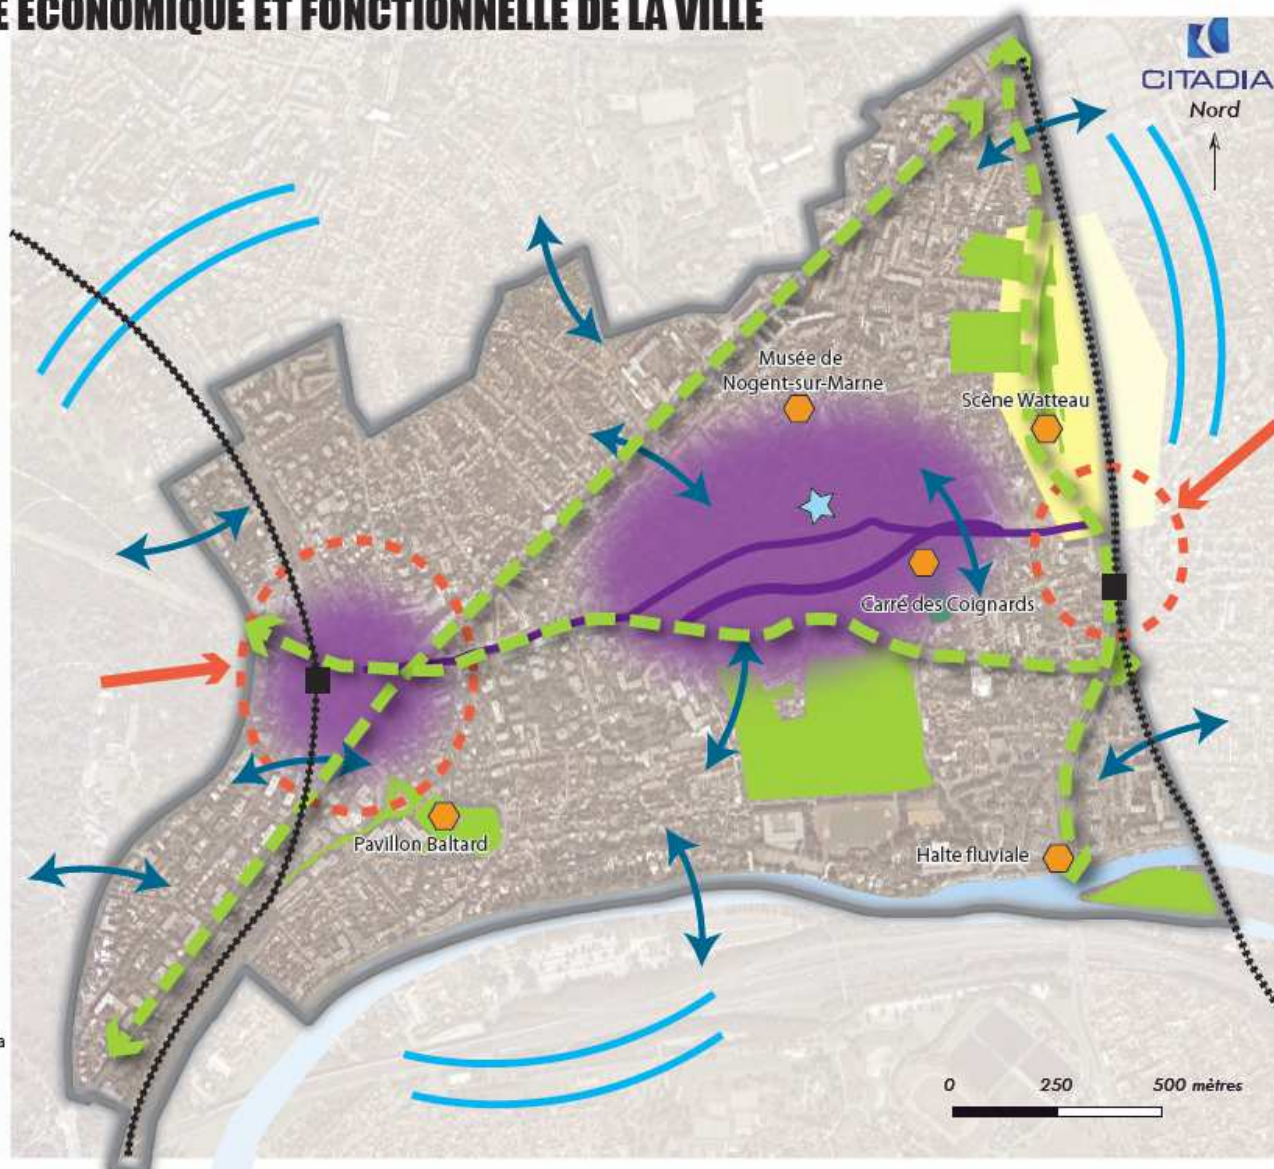 E ÉCONOMIQUE ET FONCTIONNELLE DE LA VILLE
CITADIA
Nord
Musée de
Nogent-sur-Marne
Scène Watteau
Carré des Coignards
Pavillon Baltard
Halte fluviale
a
0 250 500 mètres